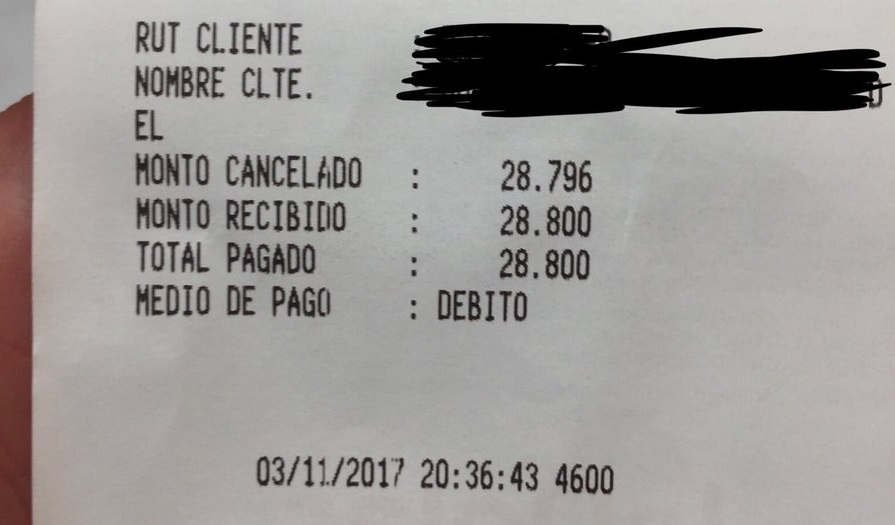 RUT CLIENTE
NOMBRE CLTE.
EL
MONTO CANCELADO : 28.796
MONTO RECIBIDO : 28.800
TOTAL PAGADO : 28.800
MEDIO DE PAGO : DEBITO
03/11/2017 20:36:43 4600